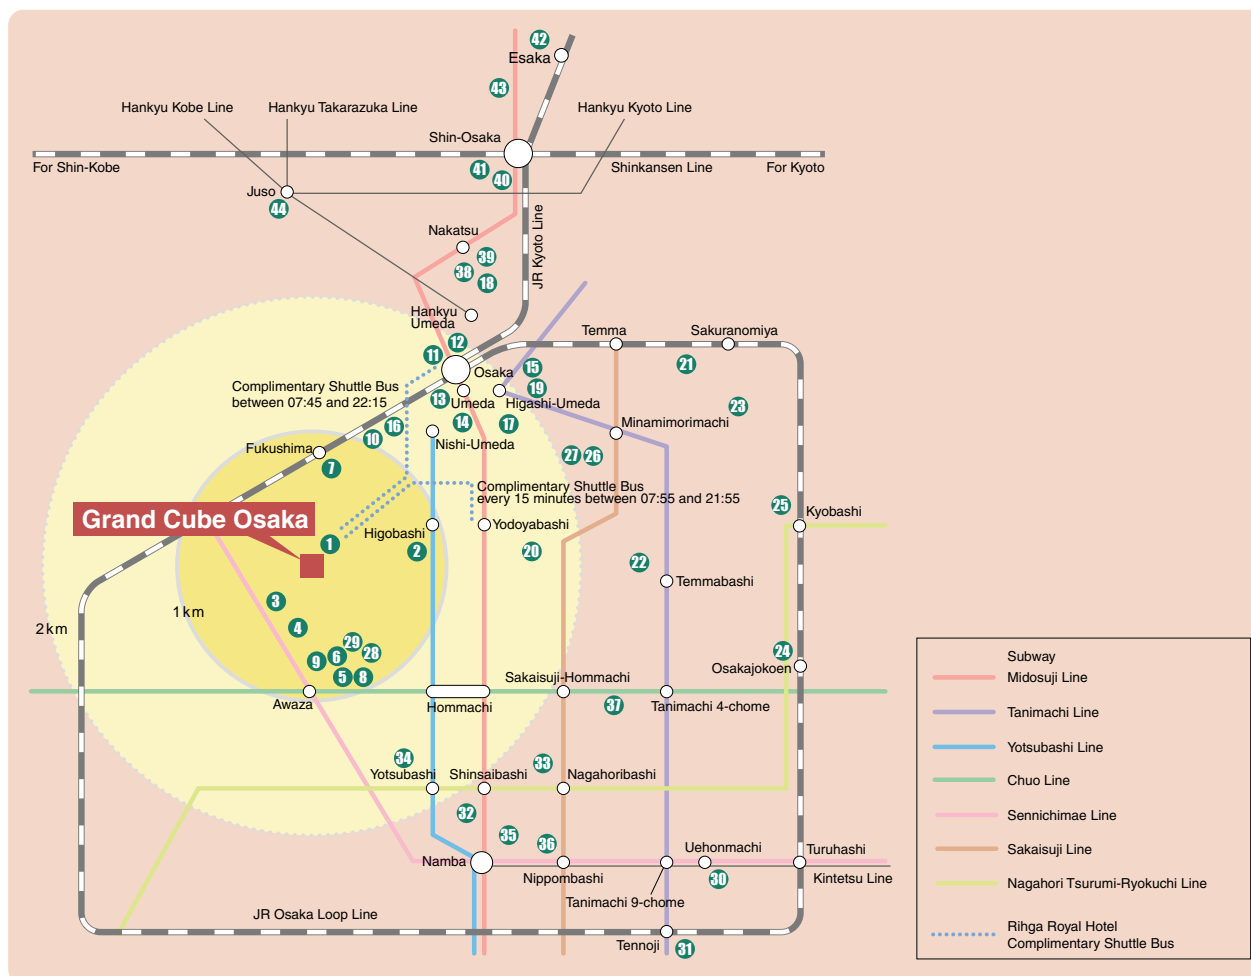 42
Esaka
43
Hankyu Kobe Line
Hankyu Takarazuka Line
Hankyu Kyoto Line
Shin-Osaka
For Shin-Kobe
Shinkansen Line
For Kyoto
41
40
Juso
44
JR Kyoto Line
Nakatsu
39
38
18
Hankyu
Umeda
12
11
Temma
Sakuranomiya
15
21
Osaka
Complimentary Shuttle Bus
between 07:45 and 22:15
13
Umeda
19
Higashi-Umeda
23
16
14
17
Minamimorimachi
10
Nishi-Umeda
Fukushima
7
27
26
Complimentary Shuttle Bus
every 15 minutes between 07:55 and 21:55
25
Kyobashi
Grand Cube Osaka
1
Higobashi
2
Yodoyabashi
20
22
Temmabashi
3
1 km
2 km
4
29
28
9
6
5
8
24
Osakajokoen
Awaza
Hommachi
Sakaisuji-Hommachi
37
Tanimachi 4-chome
34
33
Yotsubashi
Shinsaibashi
Nagahoribashi
32
35
36
Namba
Nippombashi
Uehonmachi
30
Turuhashi
Kintetsu Line
Tanimachi 9-chome
JR Osaka Loop Line
Tennoji
31
Subway
Midosuji Line
Tanimachi Line
Yotsubashi Line
Chuo Line
Sennichimae Line
Sakaisuji Line
Nagahori Tsurumi-Ryokuchi Line
Rihga Royal Hotel
Complimentary Shuttle Bus